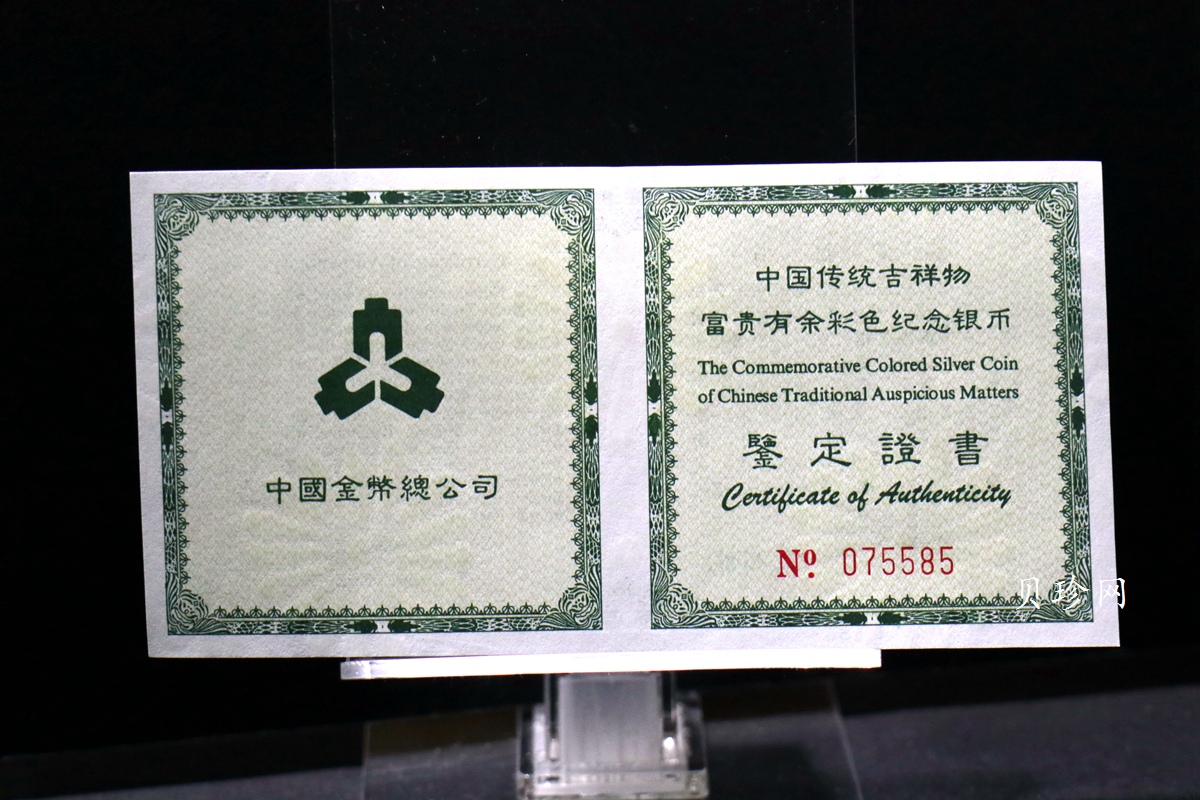 中國金幣總公司
中国传统吉祥物
富贵有余彩色纪念银币
The Commemorative Colored Silver Coin
of Chinese Traditional Auspicious Matters
鑒定證書
Certificate of Authenticity
Nº. 075585
贝珍网